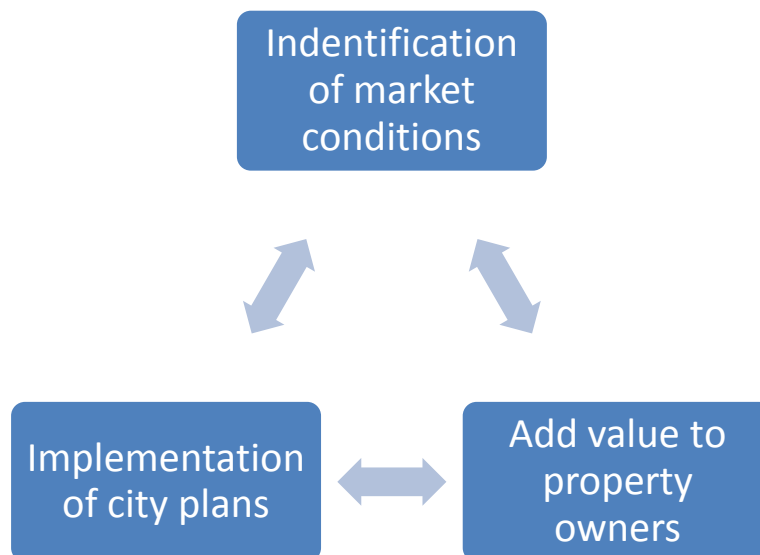 Indentification
of market
conditions
Implementation
of city plans
Add value to
property
owners